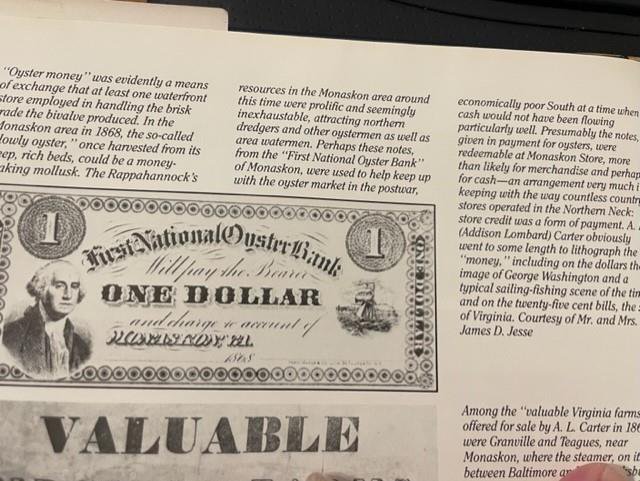 "Oyster money" was evidently a means
of exchange that at least one waterfront
store employed in handling the brisk
trade the bivalve produced. In the
Monaskon area in 1868, the so-called
"lowly oyster," once harvested from its
deep, rich beds, could be a money-
making mollusk. The Rappahannock's
resources in the Monaskon area around
this time were prolific and seemingly
inexhaustable, attracting northern
dredgers and other oystermen as well as
area watermen. Perhaps these notes,
from the "First National Oyster Bank"
of Monaskon, were used to help keep up
with the oyster market in the postwar,
economically poor South at a time when
cash would not have been flowing
particularly well. Presumably the notes,
given in payment for oysters, were
redeemable at Monaskon Store, more
than likely for merchandise and perhap
for cash—an arrangement very much i
keeping with the way countless countr
stores operated in the Northern Neck;
store credit was a form of payment. A.
(Addison Lombard) Carter obviously
went to some length to lithograph the
"money," including on the dollars the
image of George Washington and a
typical sailing-fishing scene of the tim
and on the twenty-five cent bills, the
of Virginia. Courtesy of Mr. and Mrs.
James D. Jesse
1
1
First National Oyster Bank
Will pay the Bearer
ONE DOLLAR
and charge to account of
MONASKON VA.
1868
ONE DOLLAR
VALUABLE
Among the "valuable Virginia farms
offered for sale by A. L. Carter in 186
were Granville and Teagues, near
Monaskon, where the steamer, on it
between Baltimore